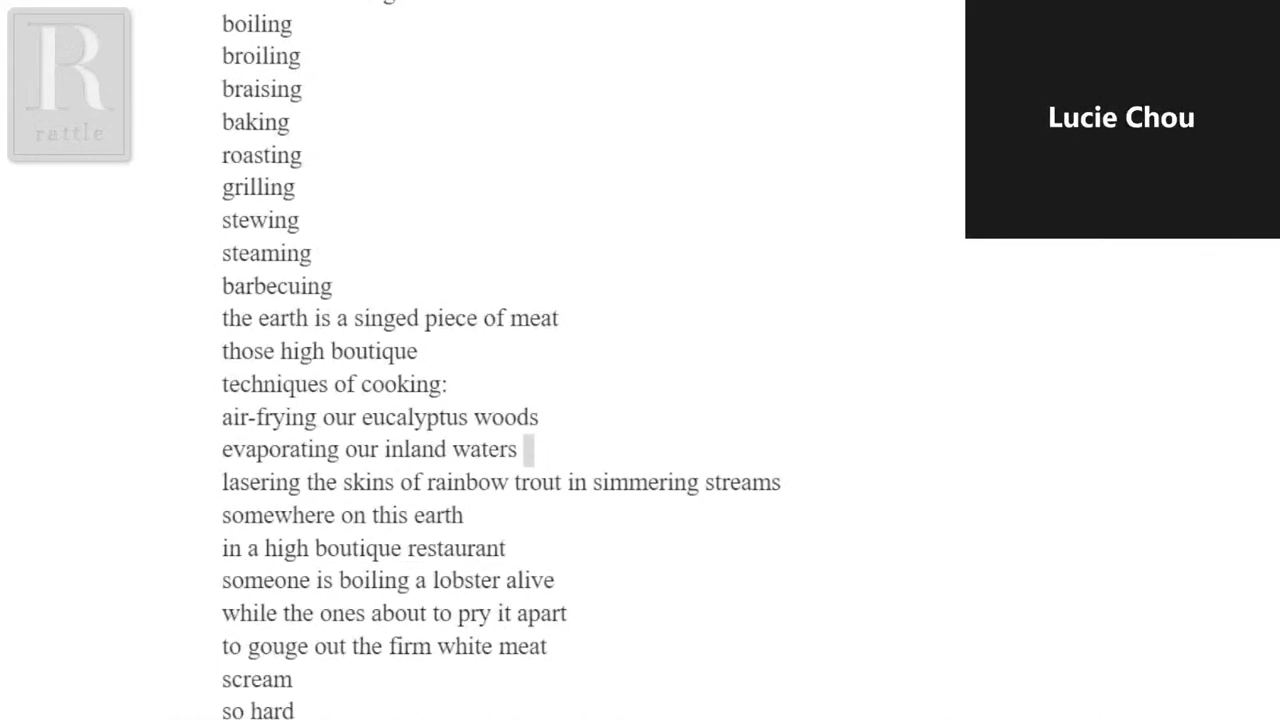 boiling
broiling
braising
baking
roasting
grilling
stewing
steaming
barbecuing
the earth is a singed piece of meat
those high boutique
techniques of cooking:
air-frying our eucalyptus woods
evaporating our inland waters
lasering the skins of rainbow trout in simmering streams
somewhere on this earth
in a high boutique restaurant
someone is boiling a lobster alive
while the ones about to pry it apart
to gouge out the firm white meat
scream
so hard
R
rattle
Lucie Chou